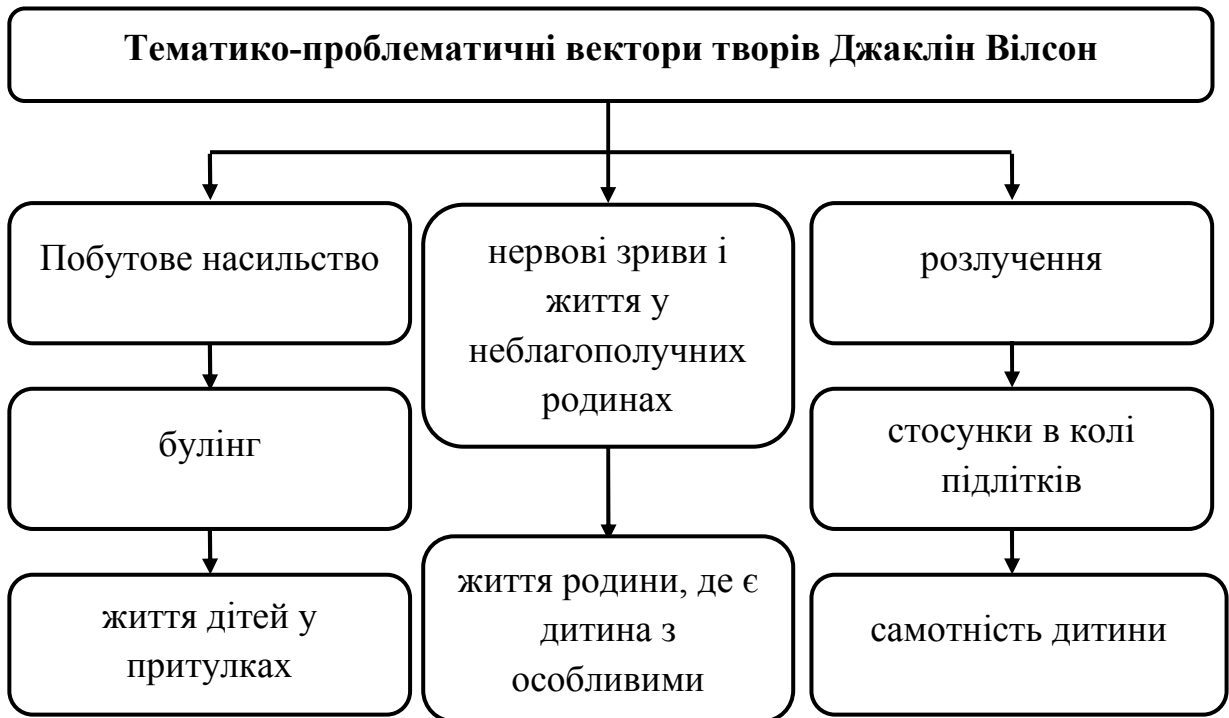 Тематико-проблематичні вектори творів Джаклін Вілсон
Побутове насильство
нервові зриви і
життя у
неблагополучних
родинах
розлучення
булінг
стосунки в колі
підлітків
життя дітей у
притулках
життя родини, де є
дитина з
особливими
самотність дитини